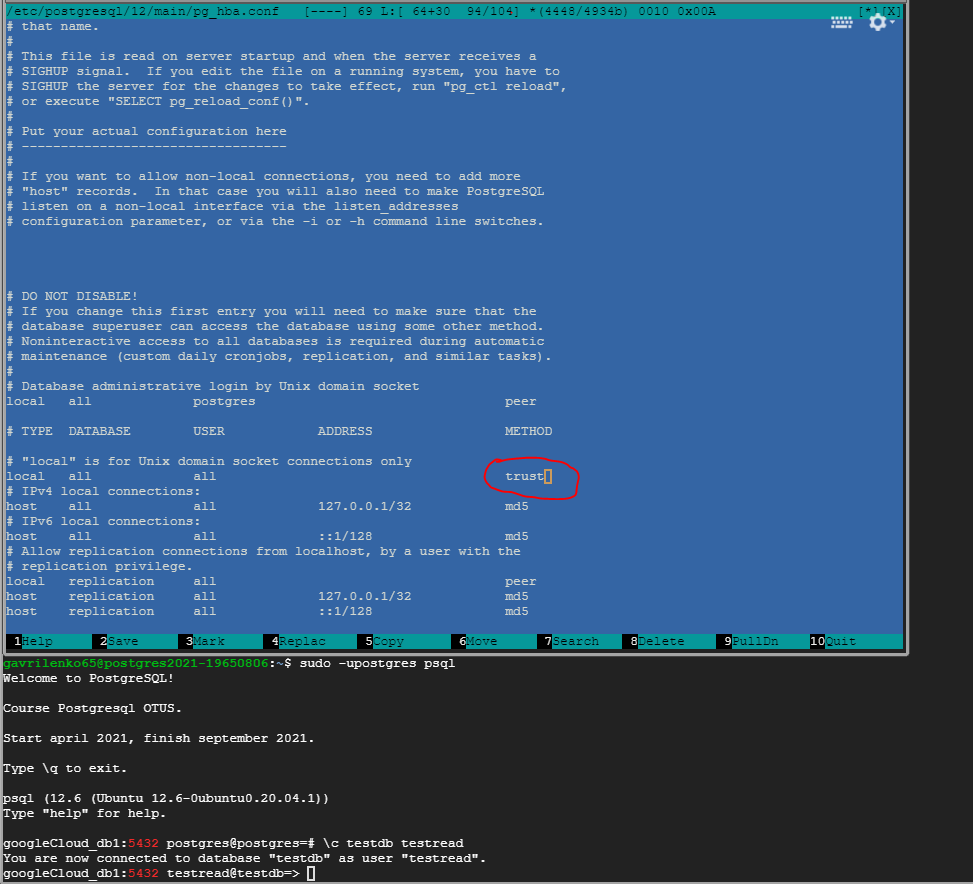 /etc/postgresql/12/main/pg_hba.conf   [----] 69 L:[ 64+30  94/104] *(4448/4934b) 0010 0x00A                  [*][X]
# that name.
#
# This file is read on server startup and when the server receives a
# SIGHUP signal.  If you edit the file on a running system, you have to
# SIGHUP the server for the changes to take effect, run "pg_ctl reload",
# or execute "SELECT pg_reload_conf()".
#
# Put your actual configuration here
# ----------------------------------
#
# If you want to allow non-local connections, you need to add more
# "host" records.  In that case you will also need to make PostgreSQL
# listen on a non-local interface via the listen_addresses
# configuration parameter, or via the -i or -h command line switches.
# DO NOT DISABLE!
# If you change this first entry you will need to make sure that the
# database superuser can access the database using some other method.
# Noninteractive access to all databases is required during automatic
# maintenance (custom daily cronjobs, replication, and similar tasks).
#
# Database administrative login by Unix domain socket
local   all             postgres                                peer
# TYPE  DATABASE        USER            ADDRESS                 METHOD
# "local" is for Unix domain socket connections only
local   all             all                                     trust
# IPv4 local connections:
host    all             all             127.0.0.1/32            md5
# IPv6 local connections:
host    all             all             ::1/128                 md5
# Allow replication connections from localhost, by a user with the
# replication privilege.
local   replication     all                                     peer
host    replication     all             127.0.0.1/32            md5
host    replication     all             ::1/128                 md5
1Help 2Save 3Mark 4Replac 5Copy 6Move 7Search 8Delete 9PullDn 10Quit
gavrilenko65@postgres2021-19650806:~$ sudo -upostgres psql
Welcome to PostgreSQL!
Course Postgresql OTUS.
Start april 2021, finish september 2021.
Type \q to exit.
psql (12.6 (Ubuntu 12.6-0ubuntu0.20.04.1))
Type "help" for help.
googleCloud_db1:5432 postgres@postgres=# \c testdb testread
You are now connected to database "testdb" as user "testread".
googleCloud_db1:5432 testread@testdb=>